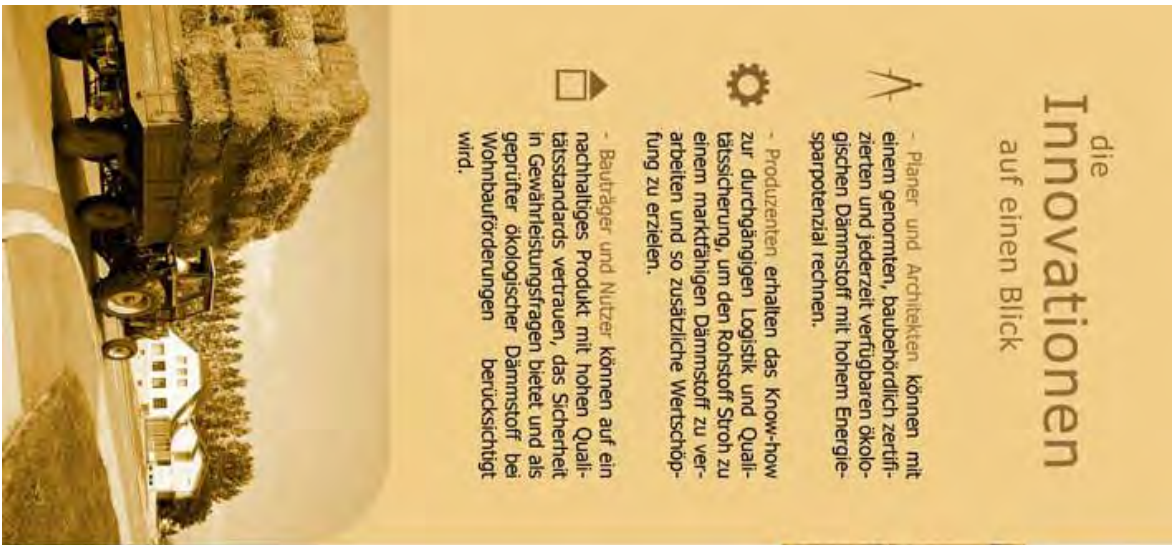 die
Innovationen
auf einen Blick
- Planer und Architekten können mit
einem genormten, baubehördlich zertifi-
zierten und jederzeit verfügbaren ökolo-
gischen Dämmstoff mit hohem Energie-
sparpotenzial rechnen.
- Produzenten erhalten das Know-how
zur durchgängigen Logistik und Quali-
tätssicherung, um den Rohstoff Stroh zu
einem marktfähigen Dämmstoff zu ver-
arbeiten und so zusätzliche Wertschöp-
fung zu erzielen.
- Bauträger und Nutzer können auf ein
nachhaltiges Produkt mit hohen Quali-
tätsstandards vertrauen, das Sicherheit
in Gewährleistungsfragen bietet und als
geprüfter ökologischer Dämmstoff bei
Wohnbauförderungen berücksichtigt
wird.